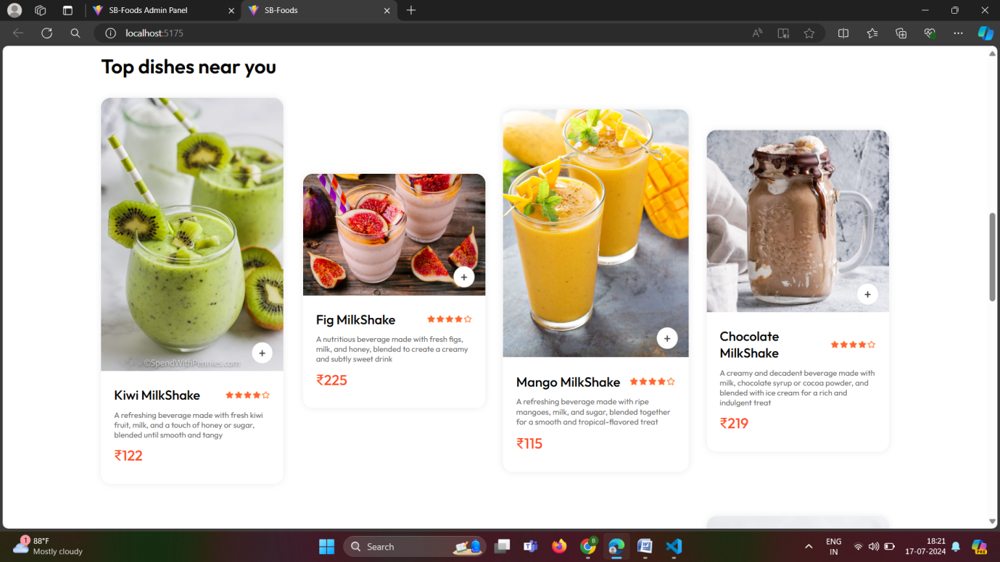 SB-Foods Admin Panel
SB-Foods
localhost:5175
Top dishes near you
©SpendWithPennies.com
Kiwi MilkShake
A refreshing beverage made with fresh kiwi
fruit, milk, and a touch of honey or sugar,
blended until smooth and tangy
₹122
Fig MilkShake
A nutritious beverage made with fresh figs,
milk, and honey, blended to create a creamy
and subtly sweet drink
₹225
Mango MilkShake
A refreshing beverage made with ripe
mangoes, milk, and sugar, blended together
for a smooth and tropical-flavored treat
₹115
Chocolate
MilkShake
A creamy and decadent beverage made with
milk, chocolate syrup or cocoa powder, and
blended with ice cream for a rich and
indulgent treat
₹219
1
88°F
Mostly cloudy
Search
B
ENG
IN
18:21
17-07-2024
PRE